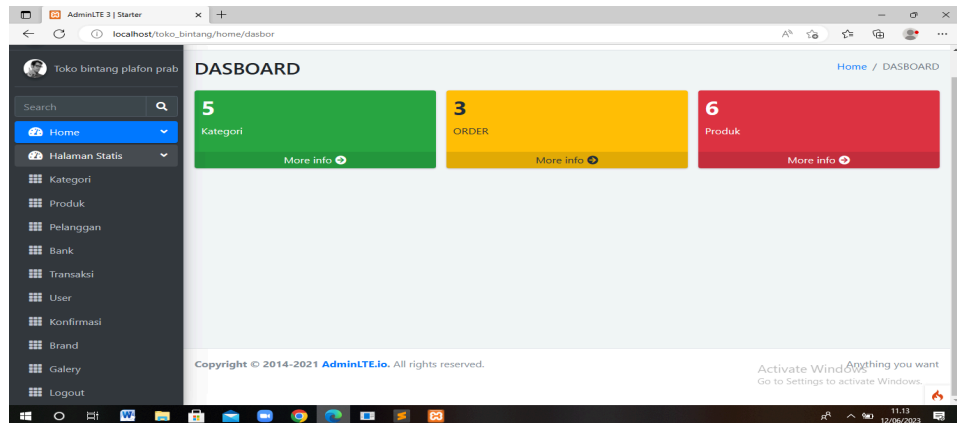 AdminLTE 3 | Starter
localhost/toko_bintang/home/dasbor
Toko bintang plafon prab
DASBOARD
Home / DASBOARD
Search
Home
Halaman Statis
Kategori
Produk
Pelanggan
Bank
Transaksi
User
Konfirmasi
Brand
Galery
Logout
5
Kategori
More info
3
ORDER
More info
6
Produk
More info
Copyright © 2014-2021 AdminLTE.io. All rights reserved.
Anything you want
Activate Windows
Go to Settings to activate Windows.
11.13
12/06/2023